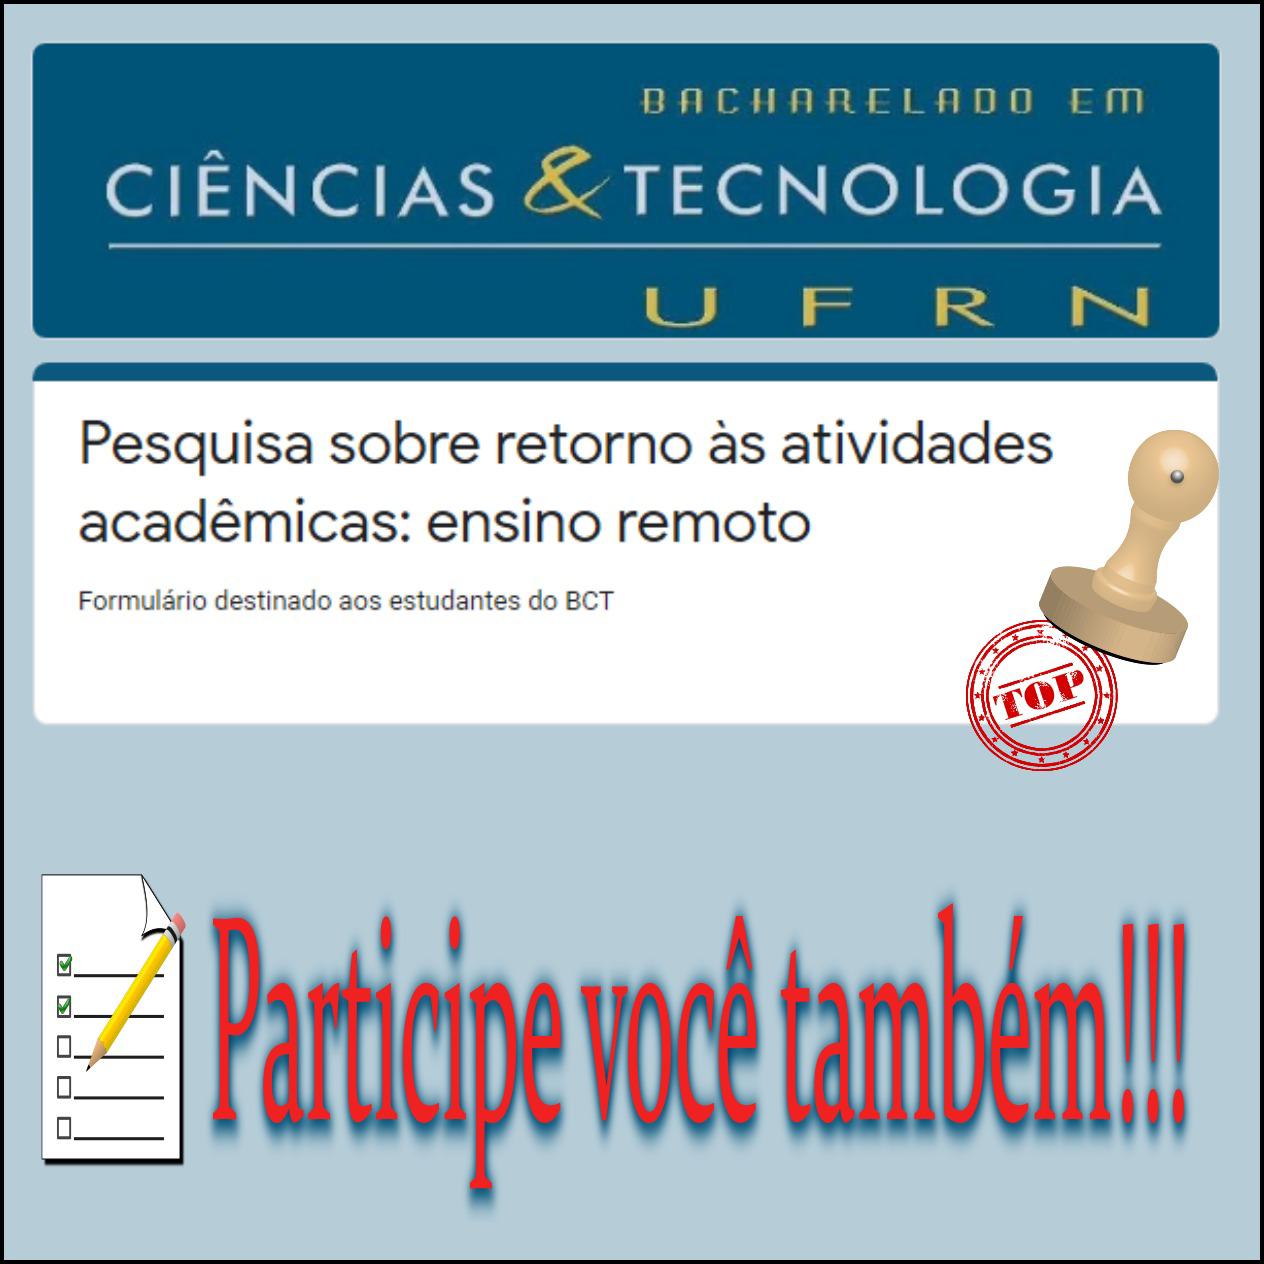 BACHARELADO EM
CIÊNCIAS & TECNOLOGIA
UFRN
Pesquisa sobre retorno às atividades
acadêmicas: ensino remoto
Formulário destinado aos estudantes do BCT
TOP
Participe você também!!!